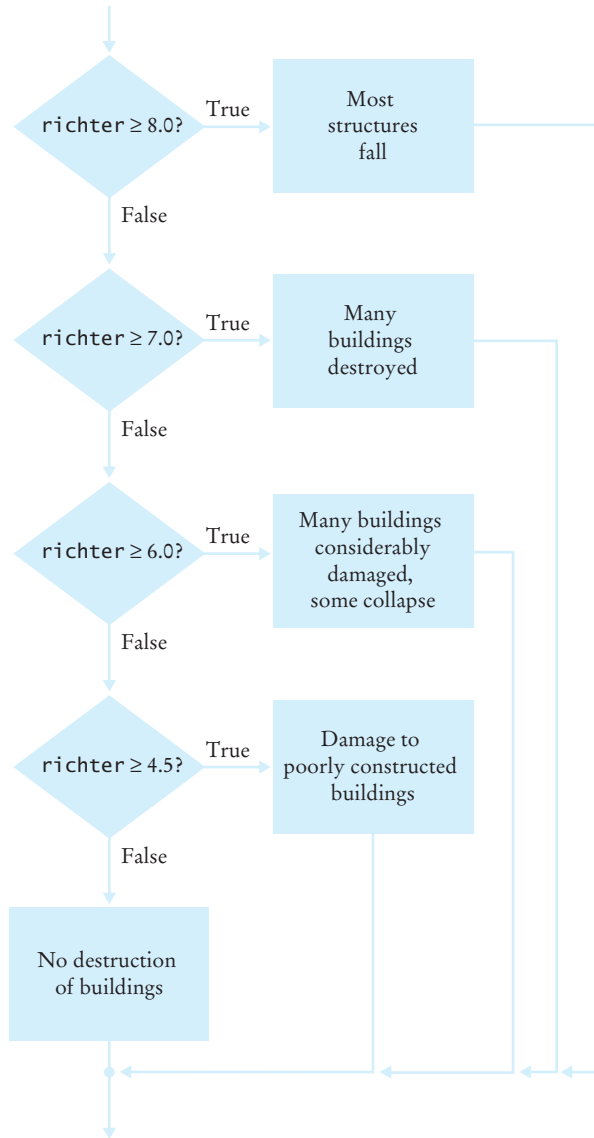 richter ≥ 8.0?
True
Most
structures
fall
False
richter ≥ 7.0?
True
Many
buildings
destroyed
False
richter ≥ 6.0?
True
Many buildings
considerably
damaged,
some collapse
False
richter ≥ 4.5?
True
Damage to
poorly constructed
buildings
False
No destruction
of buildings